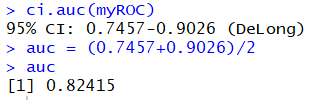 > ci.auc(myROC)
95% CI: 0.7457-0.9026 (DeLong)
> auc = (0.7457+0.9026)/2
> auc
[1] 0.82415